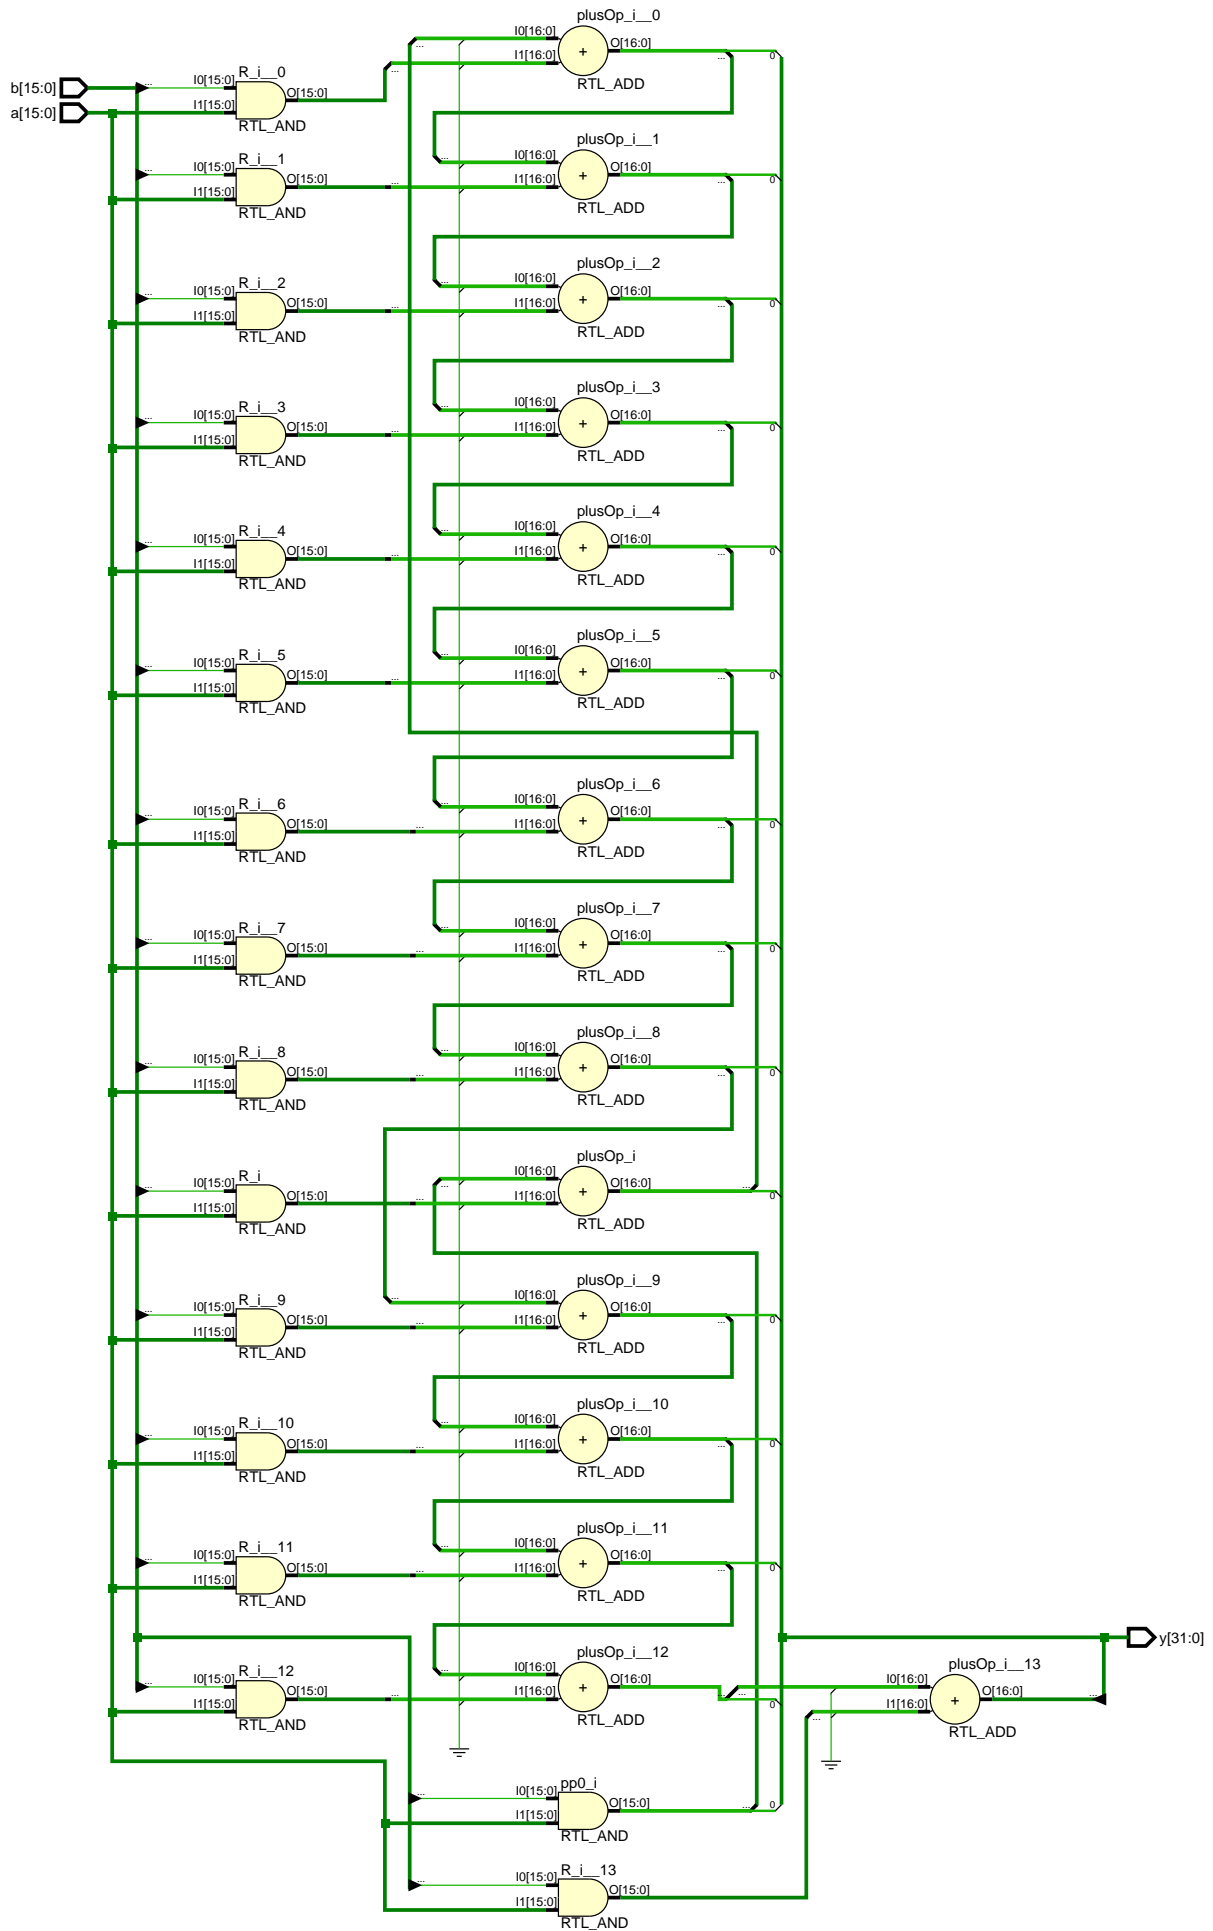 plusOp_i__0
I0[16:0]
O[16:0]
...
...
0
I1[16:0]
...
...
+
RTL_ADD
b[15:0]
a[15:0]
R_i__0
...
I0[15:0]
O[15:0]
I1[15:0]
RTL_AND
plusOp_i__1
R_i__1
...
I0[16:0]
O[16:0]
...
0
...
I0[15:0]
O[15:0]
...
I1[16:0]
+
I1[15:0]
RTL_AND
RTL_ADD
plusOp_i__2
R_i__2
...
I0[16:0]
O[16:0]
...
0
...
I0[15:0]
O[15:0]
...
I1[16:0]
+
I1[15:0]
RTL_AND
RTL_ADD
plusOp_i__3
R_i__3
...
I0[16:0]
O[16:0]
...
0
...
I0[15:0]
O[15:0]
...
I1[16:0]
+
I1[15:0]
RTL_AND
RTL_ADD
plusOp_i__4
R_i__4
...
I0[16:0]
O[16:0]
...
0
...
I0[15:0]
O[15:0]
...
I1[16:0]
+
I1[15:0]
RTL_AND
RTL_ADD
plusOp_i__5
R_i__5
...
I0[16:0]
O[16:0]
...
0
...
I0[15:0]
O[15:0]
...
I1[16:0]
+
I1[15:0]
RTL_AND
RTL_ADD
plusOp_i__6
R_i__6
...
I0[16:0]
O[16:0]
...
0
...
I0[15:0]
O[15:0]
...
I1[16:0]
+
I1[15:0]
RTL_AND
RTL_ADD
plusOp_i__7
R_i__7
...
I0[16:0]
O[16:0]
...
0
...
I0[15:0]
O[15:0]
...
I1[16:0]
+
I1[15:0]
RTL_AND
RTL_ADD
plusOp_i__8
R_i__8
...
I0[16:0]
O[16:0]
...
0
...
I0[15:0]
O[15:0]
...
I1[16:0]
+
I1[15:0]
RTL_AND
RTL_ADD
plusOp_i
R_i
...
I0[16:0]
O[16:0]
...
0
...
I0[15:0]
O[15:0]
...
I1[16:0]
+
I1[15:0]
RTL_AND
RTL_ADD
plusOp_i__9
R_i__9
...
I0[16:0]
O[16:0]
...
0
...
I0[15:0]
O[15:0]
...
I1[16:0]
+
I1[15:0]
RTL_AND
RTL_ADD
plusOp_i__10
R_i__10
...
I0[16:0]
O[16:0]
...
0
...
I0[15:0]
O[15:0]
...
I1[16:0]
+
I1[15:0]
RTL_AND
RTL_ADD
plusOp_i__11
R_i__11
...
I0[16:0]
O[16:0]
...
0
...
I0[15:0]
O[15:0]
...
I1[16:0]
+
I1[15:0]
RTL_AND
RTL_ADD
y[31:0]
plusOp_i__12
R_i__12
...
I0[16:0]
O[16:0]
...
0
...
I0[15:0]
O[15:0]
...
I1[16:0]
+
I1[15:0]
RTL_AND
RTL_ADD
plusOp_i__13
...
I0[16:0]
O[16:0]
...
...
I1[16:0]
+
RTL_ADD
pp0_i
...
I0[15:0]
O[15:0]
...
0
I1[15:0]
RTL_AND
R_i__13
...
I0[15:0]
O[15:0]
I1[15:0]
RTL_AND